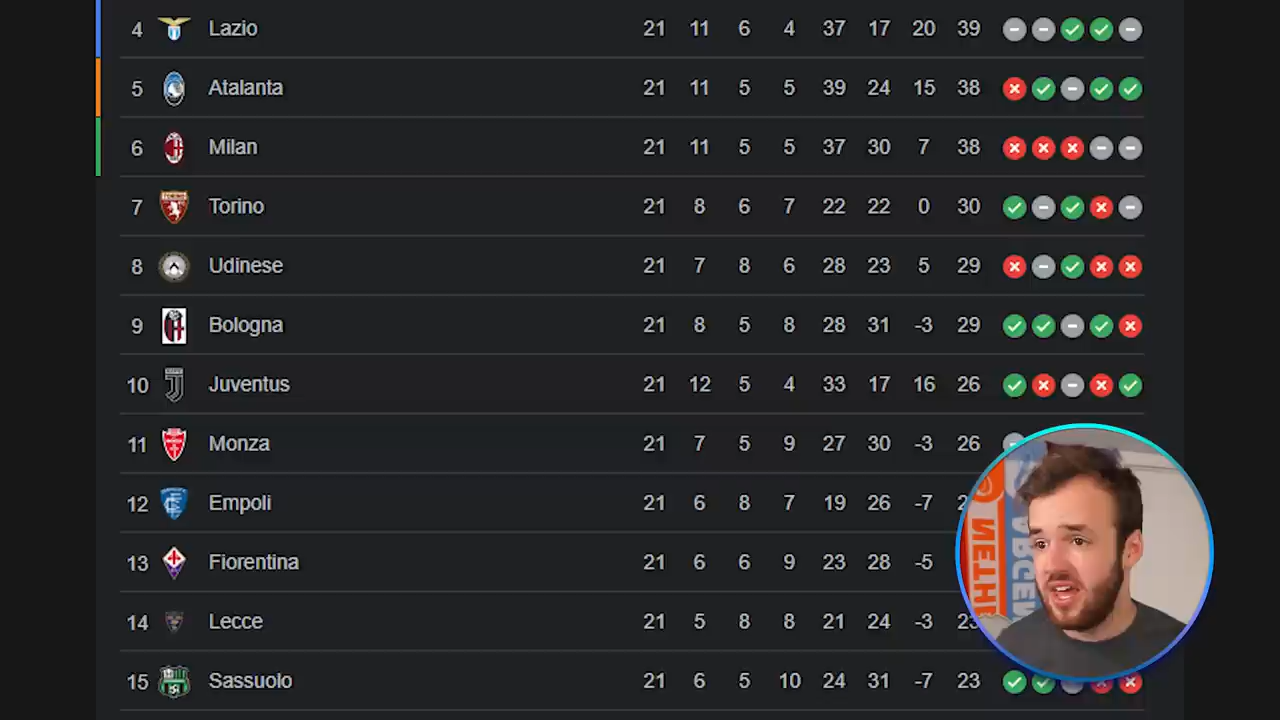 4 Lazio 21 11 6 4 37 17 20 39
5 Atalanta 21 11 5 5 39 24 15 38
6 Milan 21 11 5 5 37 30 7 38
7 Torino 21 8 6 7 22 22 0 30
8 Udinese 21 7 8 6 28 23 5 29
9 Bologna 21 8 5 8 28 31 -3 29
10 Juventus 21 12 5 4 33 17 16 26
11 Monza 21 7 5 9 27 30 -3 26
12 Empoli 21 6 8 7 19 26 -7
13 Fiorentina 21 6 6 9 23 28 -5
14 Lecce 21 5 8 8 21 24 -3 23
15 Sassuolo 21 6 5 10 24 31 -7 23